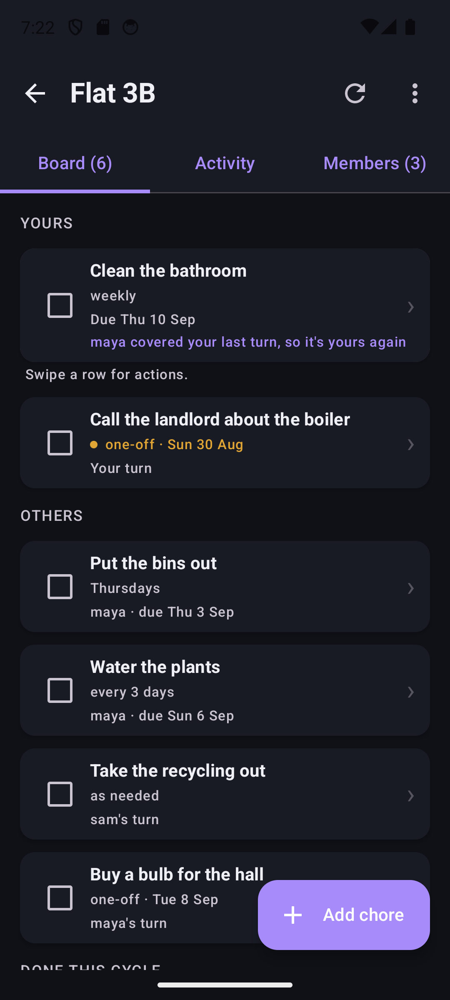 7:22
Flat 3B
Board (6)
Activity
Members (3)
YOURS
Clean the bathroom
weekly
Due Thu 10 Sep
maya covered your last turn, so it's yours again
Swipe a row for actions.
Call the landlord about the boiler
one-off · Sun 30 Aug
Your turn
OTHERS
Put the bins out
Thursdays
maya · due Thu 3 Sep
Water the plants
every 3 days
maya · due Sun 6 Sep
Take the recycling out
as needed
sam's turn
Buy a bulb for the hall
one-off · Tue 8 Sep
maya's turn
Add chore
DONE THIS CYCLE